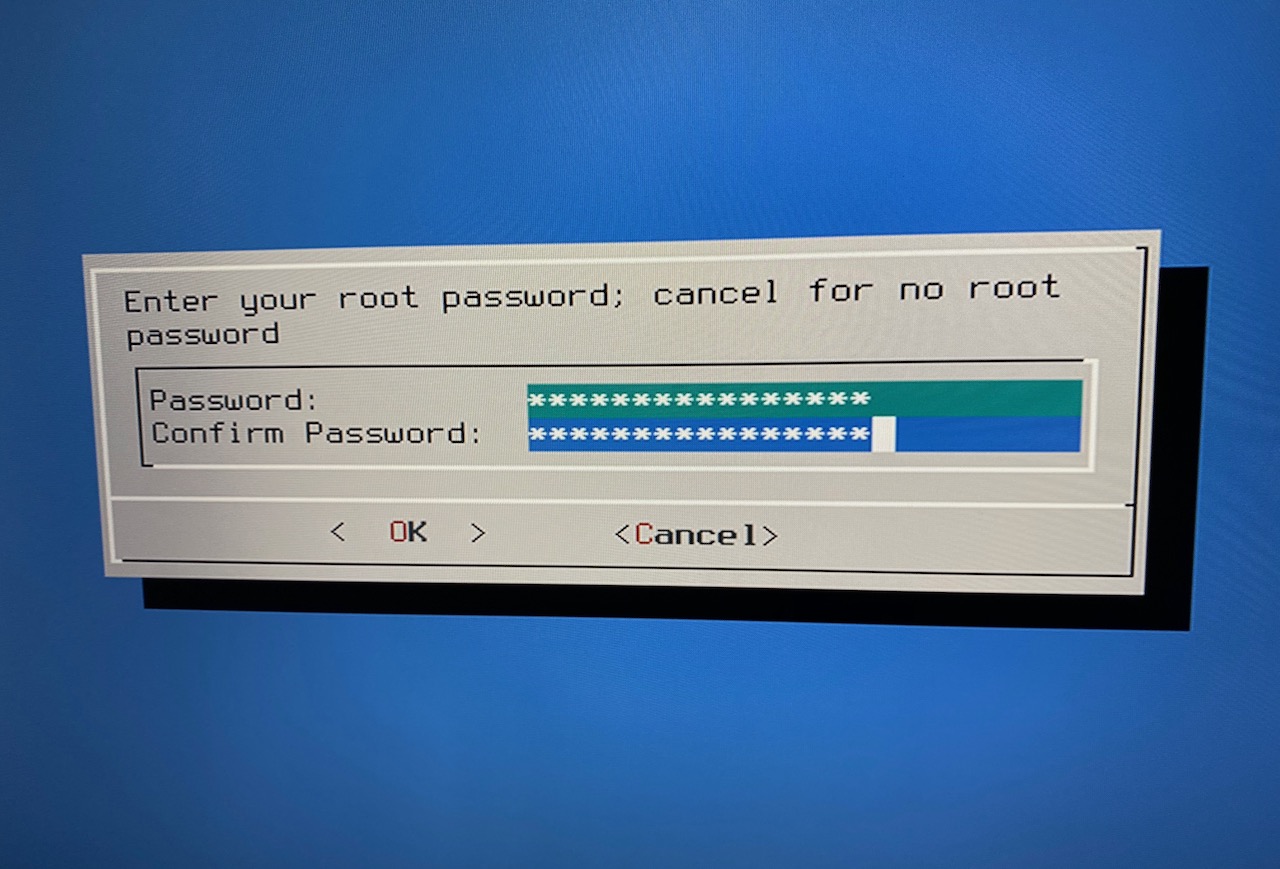 Enter your root password; cancel for no root
password
Password: ****************
Confirm Password: ****************
< OK > <Cancel>